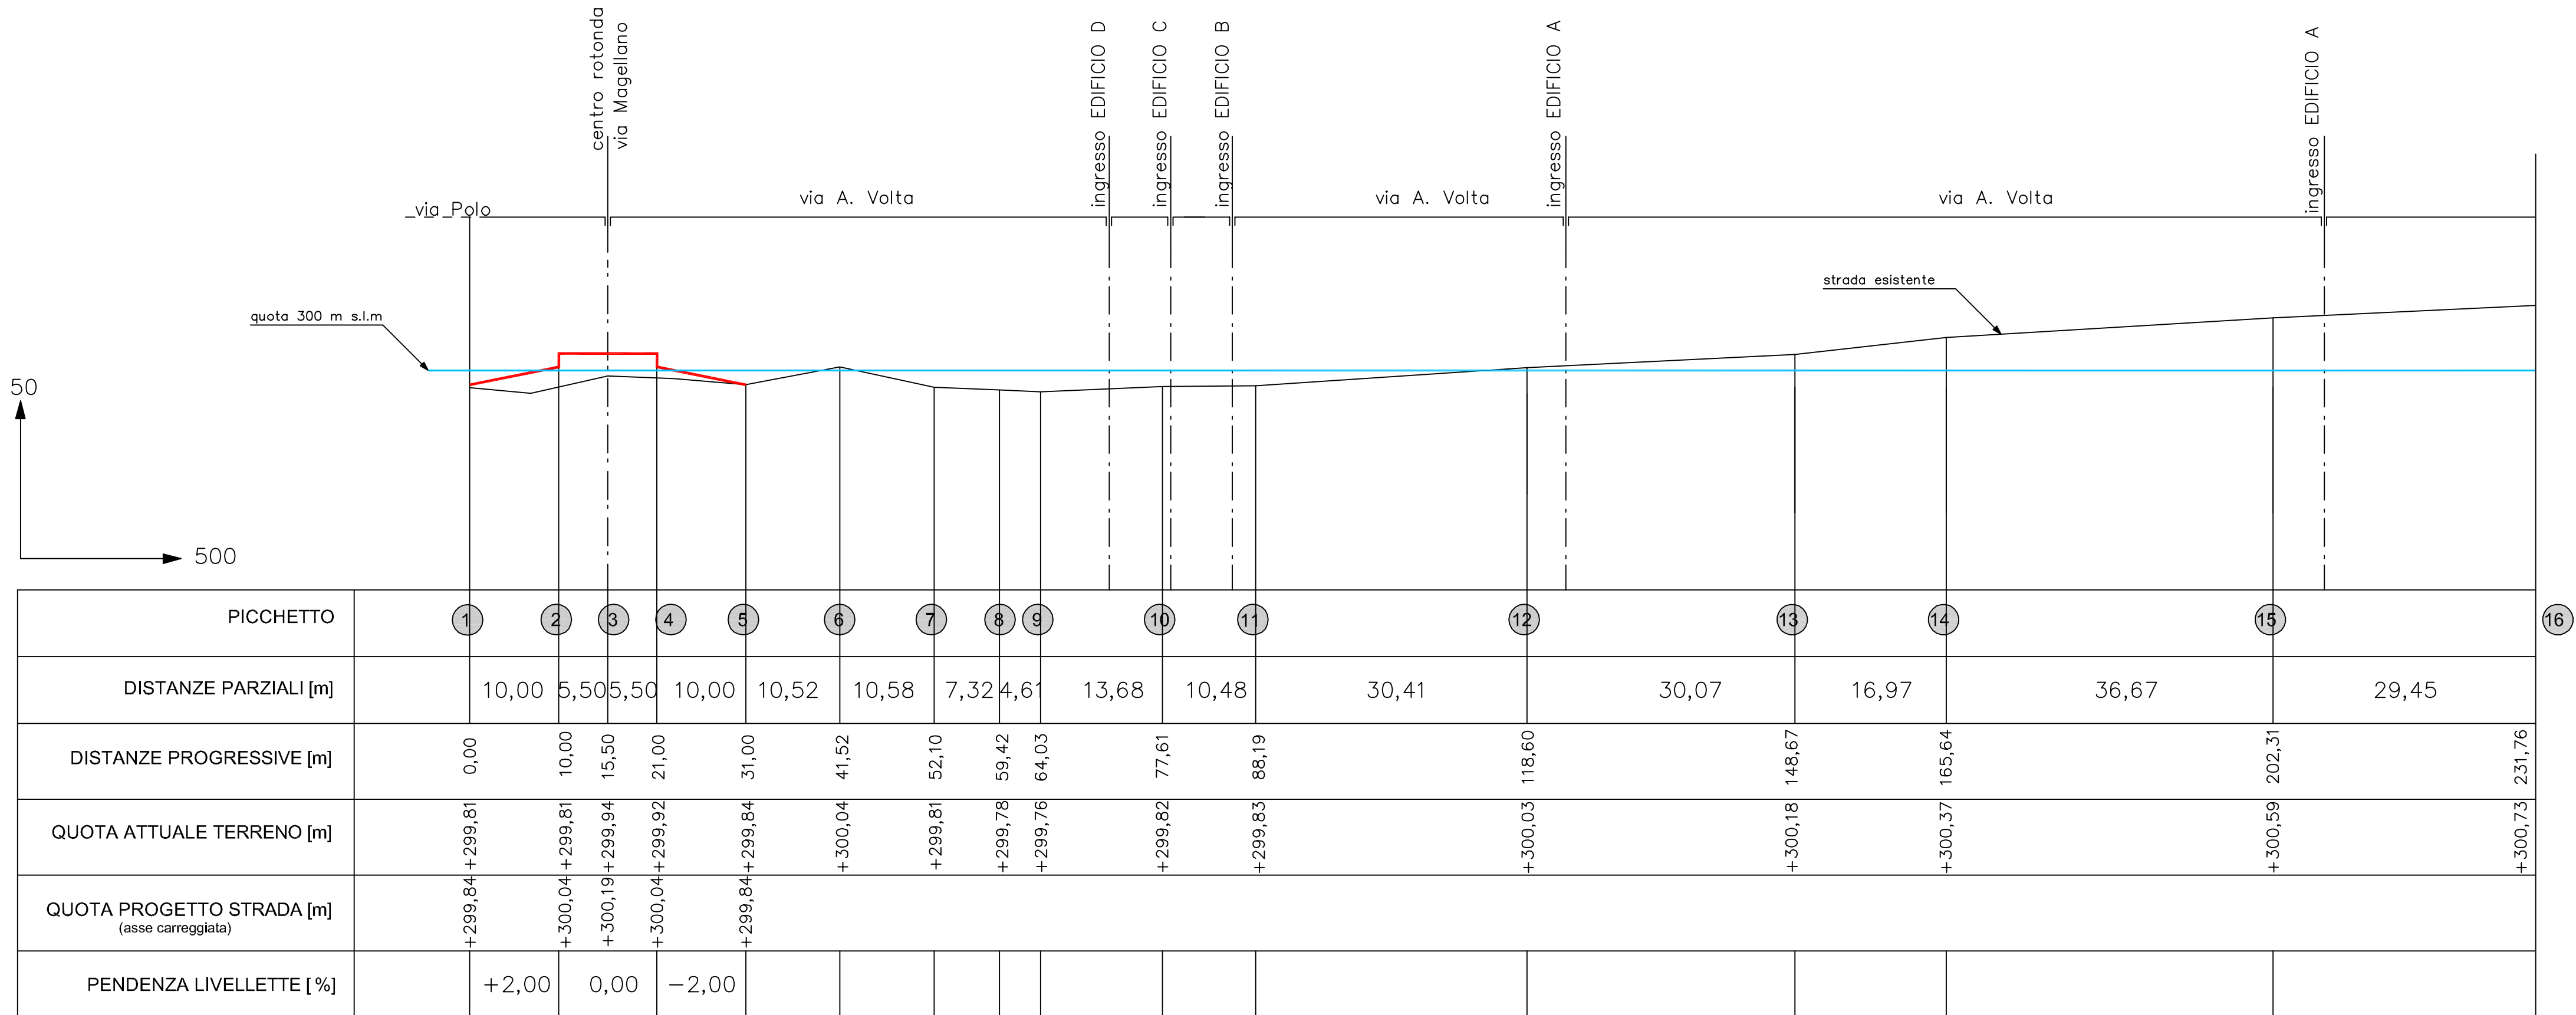 centro rotonda
via Magellano
ingresso EDIFICIO D
ingresso EDIFICIO C
ingresso EDIFICIO B
ingresso EDIFICIO A
ingresso EDIFICIO A
via Polo
via A. Volta
via A. Volta
via A. Volta
strada esistente
quota 300 m s.l.m
50
500
PICCHETTO 1 2 3 4 5 6 7 8 9 10 11 12 13 14 15 16
DISTANZE PARZIALI [m] 10,00 5,50 5,50 10,00 10,52 10,58 7,32 4,61 13,68 10,48 30,41 30,07 16,97 36,67 29,45
DISTANZE PROGRESSIVE [m] 0,00 10,00 15,50 21,00 31,00 41,52 52,10 59,42 64,03 77,61 88,19 118,60 148,67 165,64 202,31 231,76
QUOTA ATTUALE TERRENO [m] +299,81 +299,81 +299,94 +299,92 +299,84 +300,04 +299,81 +299,78 +299,76 +299,82 +299,83 +300,03 +300,18 +300,37 +300,59 +300,73
QUOTA PROGETTO STRADA [m] +299,84 +300,04 +300,19 +300,04 +299,84
(asse carreggiata)
PENDENZA LIVELLETTE [%] +2,00 0,00 -2,00